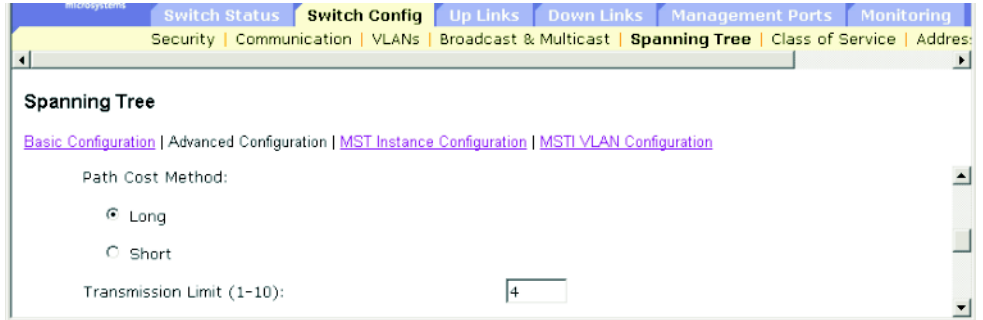 microsystems
Switch Status Switch Config Up Links Down Links Management Ports Monitoring
Security | Communication | VLANs | Broadcast & Multicast | Spanning Tree | Class of Service | Addres
Spanning Tree
Basic Configuration | Advanced Configuration | MST Instance Configuration | MSTI VLAN Configuration
Path Cost Method:
Long
Short
Transmission Limit (1-10): 4